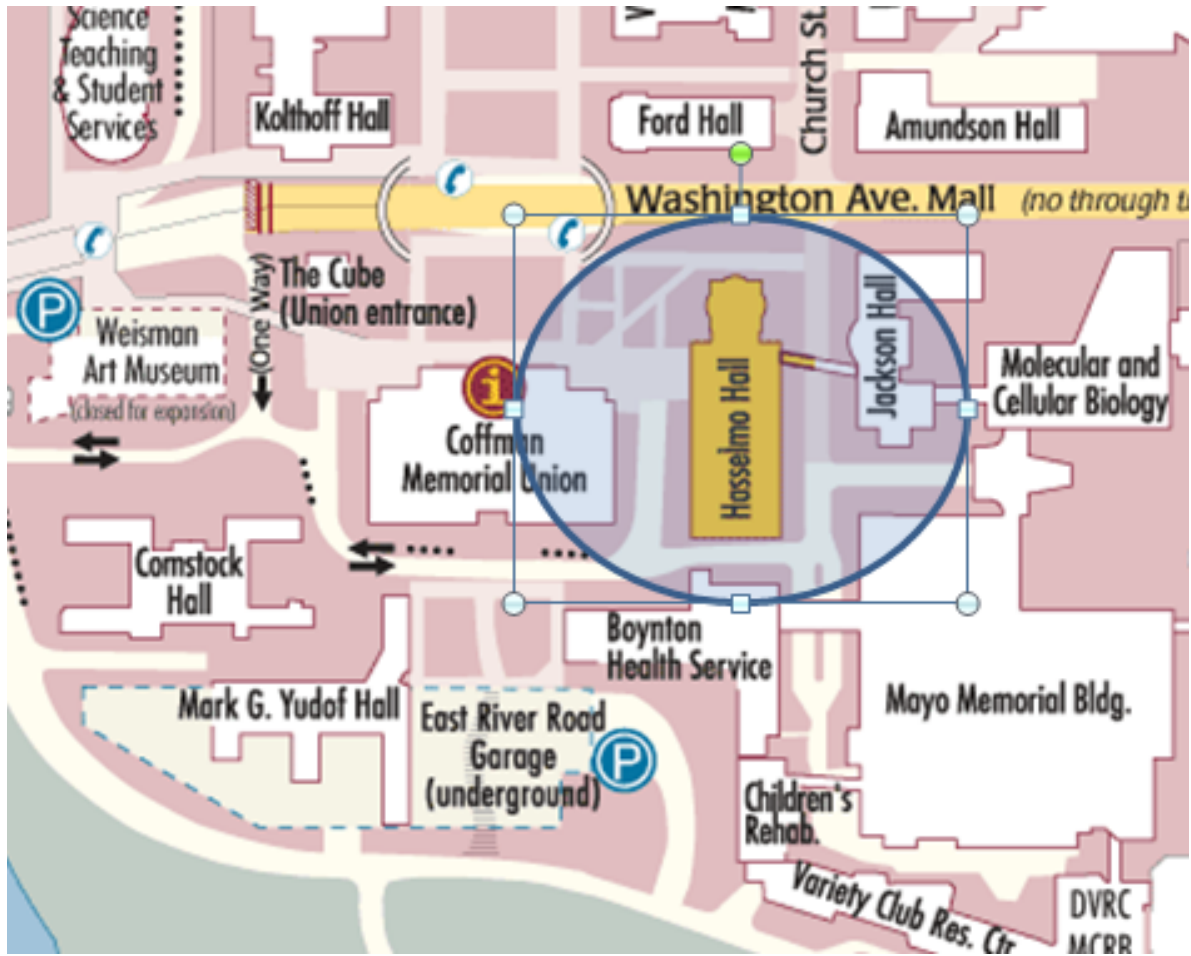 Science
Teaching
& Student
Services
Kolthoff Hall
Ford Hall
Church St.
Amundson Hall
Washington Ave. Mall (no through t
The Cube
(Union entrance)
(One Way)
P
Weisman
Art Museum
(closed for expansion)
i
Coffman
Memorial Union
Hasselmo Hall
Jackson Hall
Molecular and
Cellular Biology
Comstock
Hall
Boynton
Health Service
Mark G. Yudof Hall
East River Road
Garage
(underground)
P
Mayo Memorial Bldg.
Children's
Rehab.
Variety Club Res. Ctr.
DVRC
MCRB